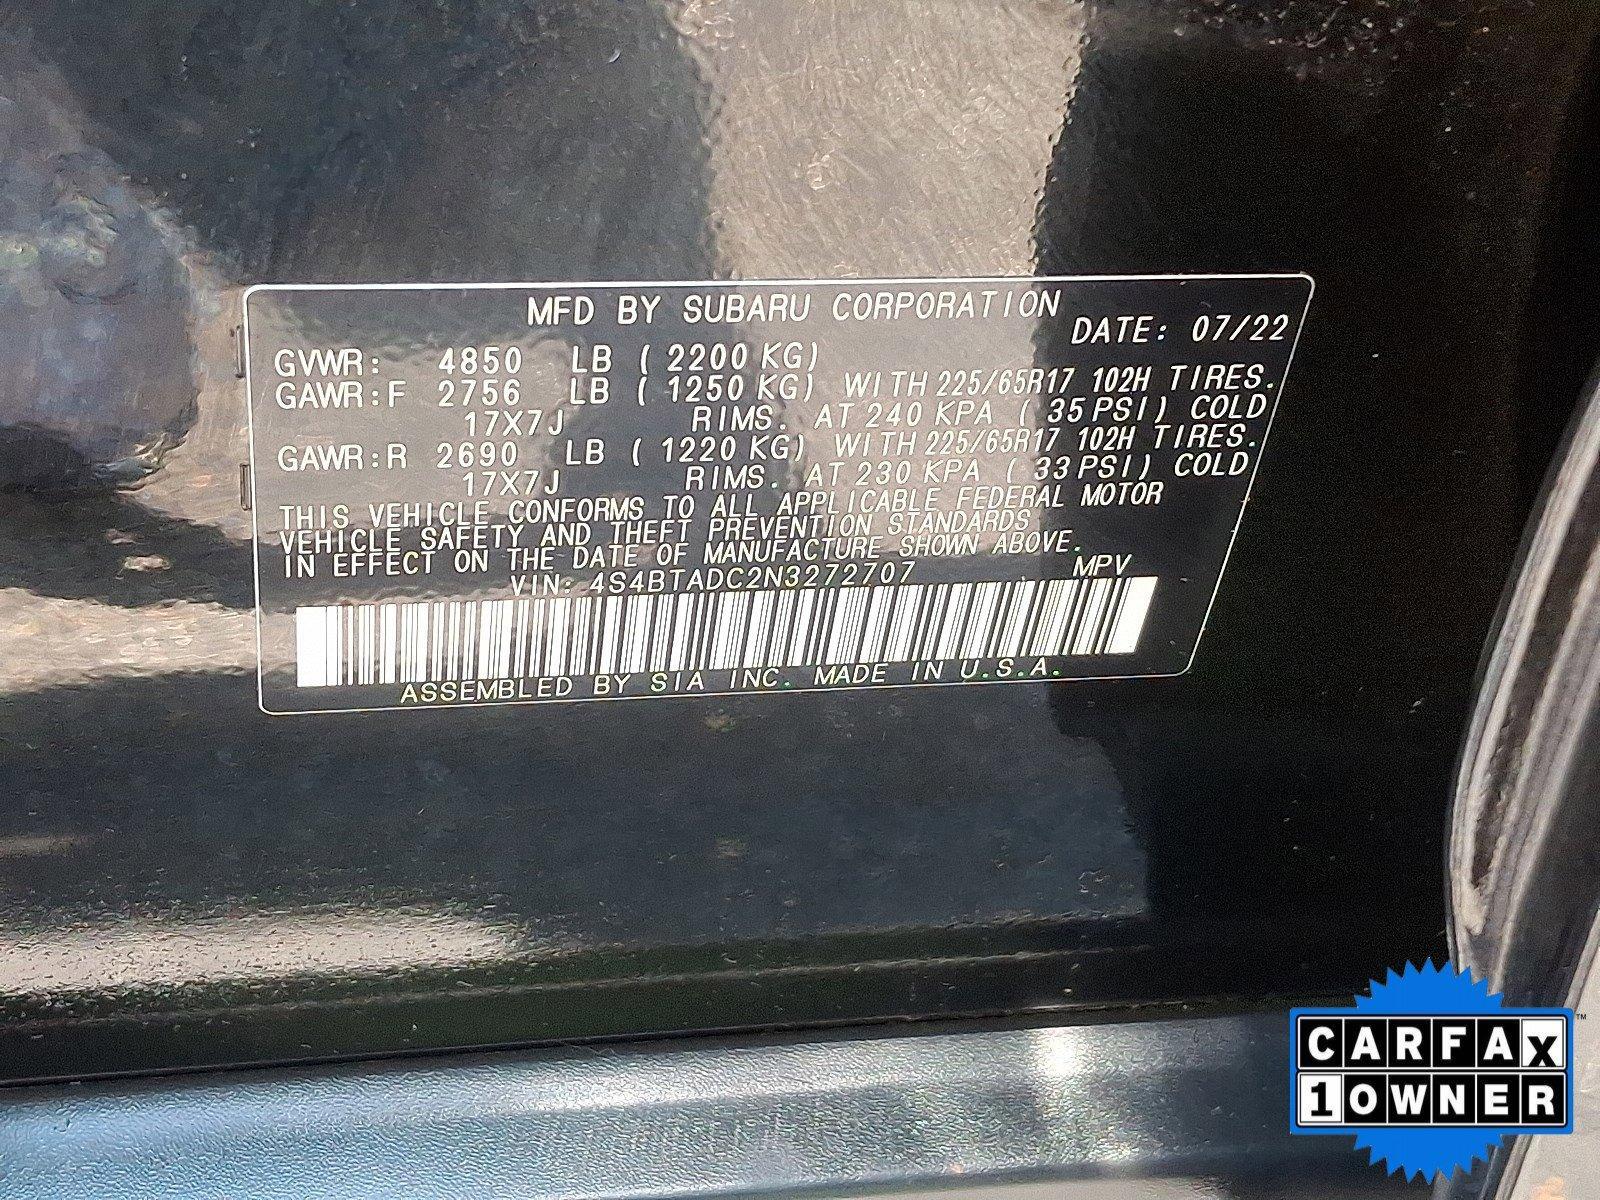 MFD BY SUBARU CORPORATION
DATE: 07/22
GVWR: 4850 LB (2200 KG)
GAWR:F 2756 LB (1250 KG) WITH 225/65R17 102H TIRES.
17X7J RIMS. AT 240 KPA (35 PSI) COLD
GAWR:R 2690 LB (1220 KG) WITH 225/65R17 102H TIRES.
17X7J RIMS. AT 230 KPA (33 PSI) COLD
THIS VEHICLE CONFORMS TO ALL APPLICABLE FEDERAL MOTOR
VEHICLE SAFETY AND THEFT PREVENTION STANDARDS
IN EFFECT ON THE DATE OF MANUFACTURE SHOWN ABOVE.
VIN: 4S4BTADC2N3272707 MPV
ASSEMBLED BY SIA INC. MADE IN U.S.A.
CARFAX™
1 OWNER